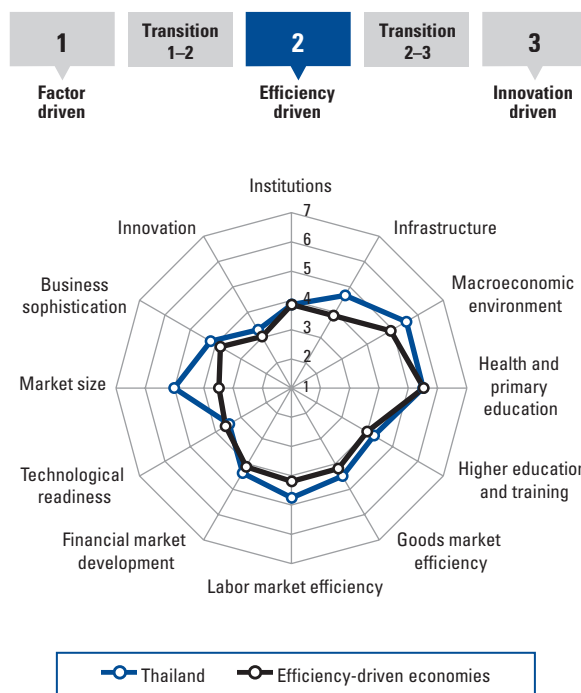 1
Transition
1–2
2
Transition
2–3
3
Factor
driven
Efficiency
driven
Innovation
driven
Institutions
7
6
5
4
3
2
1
Infrastructure
Macroeconomic
environment
Health and
primary
education
Higher education
and training
Goods market
efficiency
Labor market efficiency
Financial market
development
Technological
readiness
Market size
Business
sophistication
Innovation
Thailand
Efficiency-driven economies